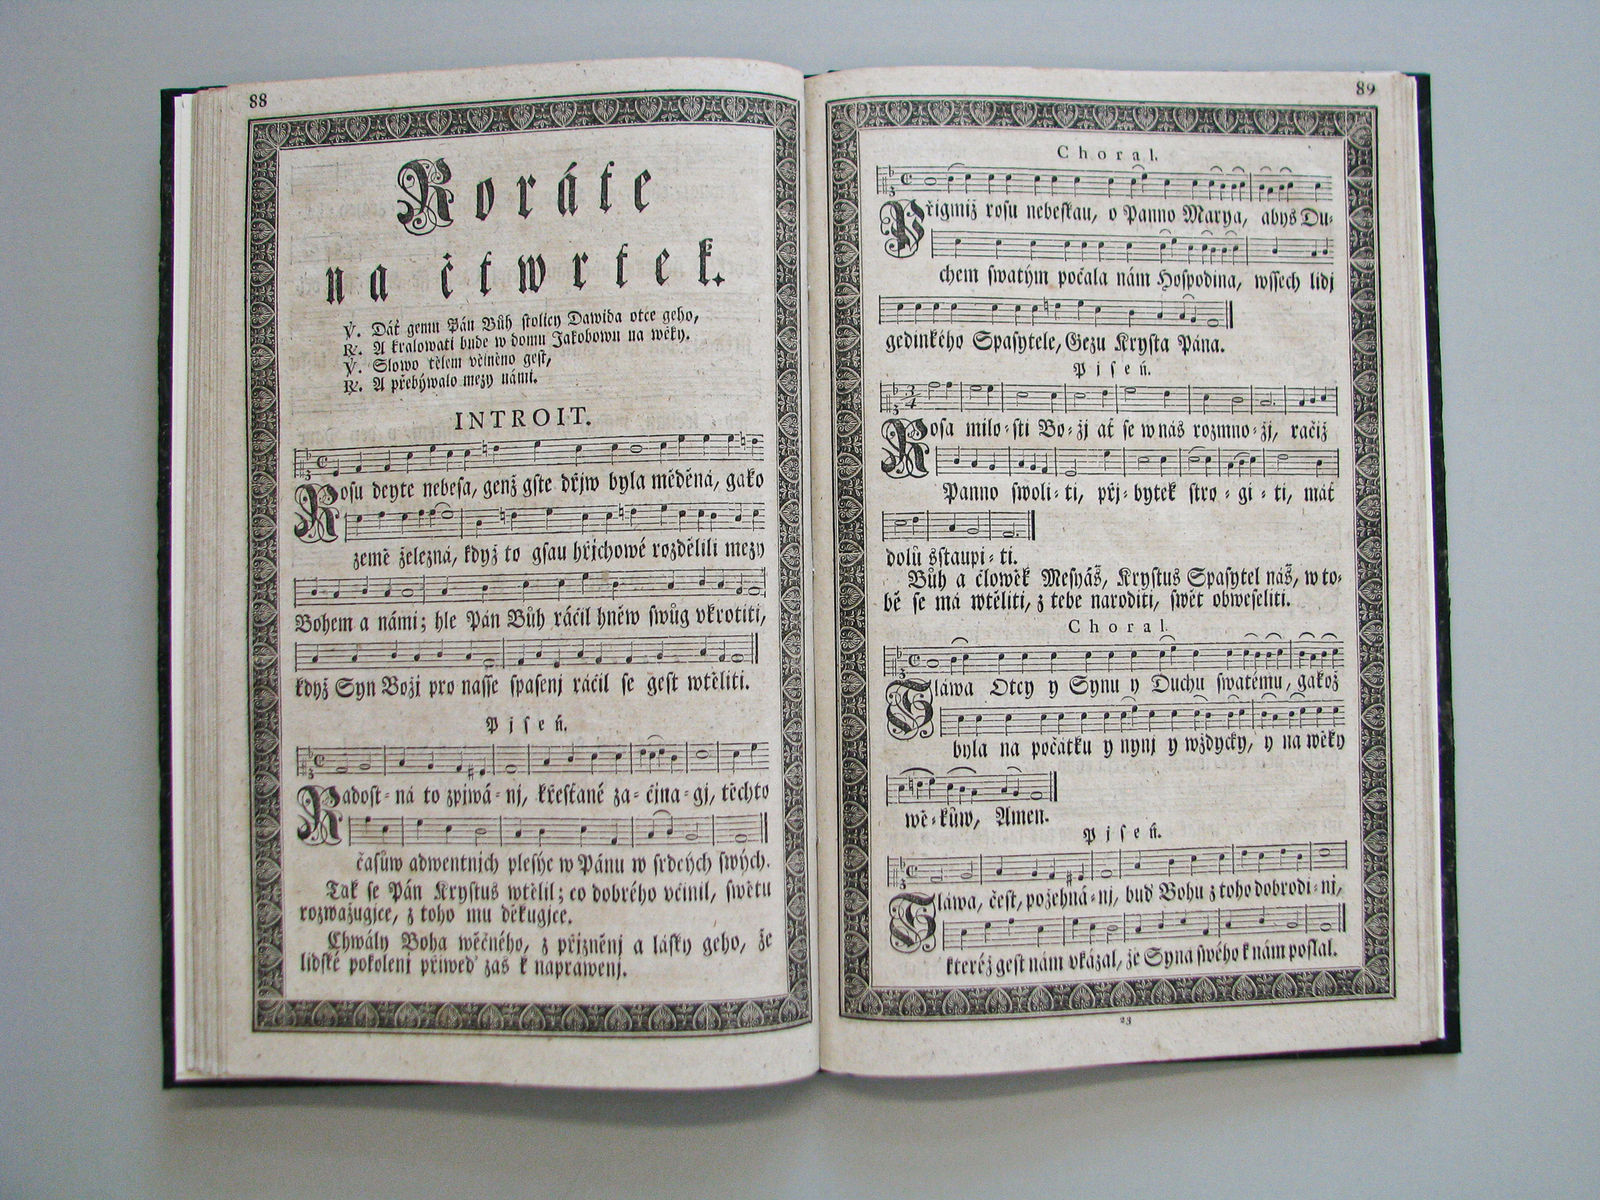 88
Roráte
na čtwrtek.
V. Dáť gemu Pán Bůh stolicy Dawida otce geho,
R. A kralowati bude w domu Jakobowu na wěky.
V. Slowo tělem včiněno gest,
R. A přebýwalo mezy námi.
INTROIT.
Rosu deyte nebesa, genž gste dřjw byla měděná, gako
země železná, když to gsau hřjchowé rozdělili mezy
Bohem a námi; hle Pán Bůh ráčil hněw swůg vkrotiti,
když Syn Boži pro nasse spasenj ráčil se gest wtěliti.
Pjseň.
Radost-ná to zpjwá-nj, křesťané za-čjna-gj, těchto
časůw adwentnjch plesyc w Pánu w srdcých swých.
Tak se Pán Krystus wtělil; co dobrého včinil, swětu
rozwažugjce, z toho mu děkugjce.
Chwály Boha wěčného, z přjzněnj a lásky geho, že
lidské pokolenj přiwed' zas k naprawenj.
89
Choral.
Přigmiž rosu nebeskau, o Panno Marya, abys Du-
chem swatým počala nám Hospodina, wssech lidj
gedinkého Spasytele, Gezu Krysta Pána.
Pjseň.
Rosa milo-sti Bo-žj ať se w nás rozmno-žj, račiž
Panno swoli-ti, přj-bytek stro-gi-ti, máť
dolů sstaupi-ti.
Bůh a člowěk Mesyáš, Krystus Spasytel náš, w to-
bě se má wtěliti, z tebe naroditi, swět obweseliti.
Choral.
Sláwa Otcy y Synu y Duchu swatému, gakož
byla na počátku y nynj y wždycky, y na wěky
wě-kůw, Amen.
Pjseň.
Sláwa, čest, požehná-nj, bud' Bohu z toho dobrodi-nj,
kteréž gest nám vkázal, že Syna swého k nám poslal.
23